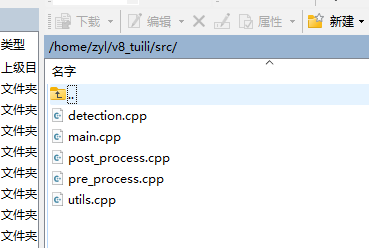 下载 编辑 属性 新建
类型 /home/zyl/v8_tuili/src/
上级目 名字
文件夹 ..
文件夹 detection.cpp
文件夹 main.cpp
文件夹 post_process.cpp
文件夹 pre_process.cpp
文件夹 utils.cpp
文件夹
文件夹